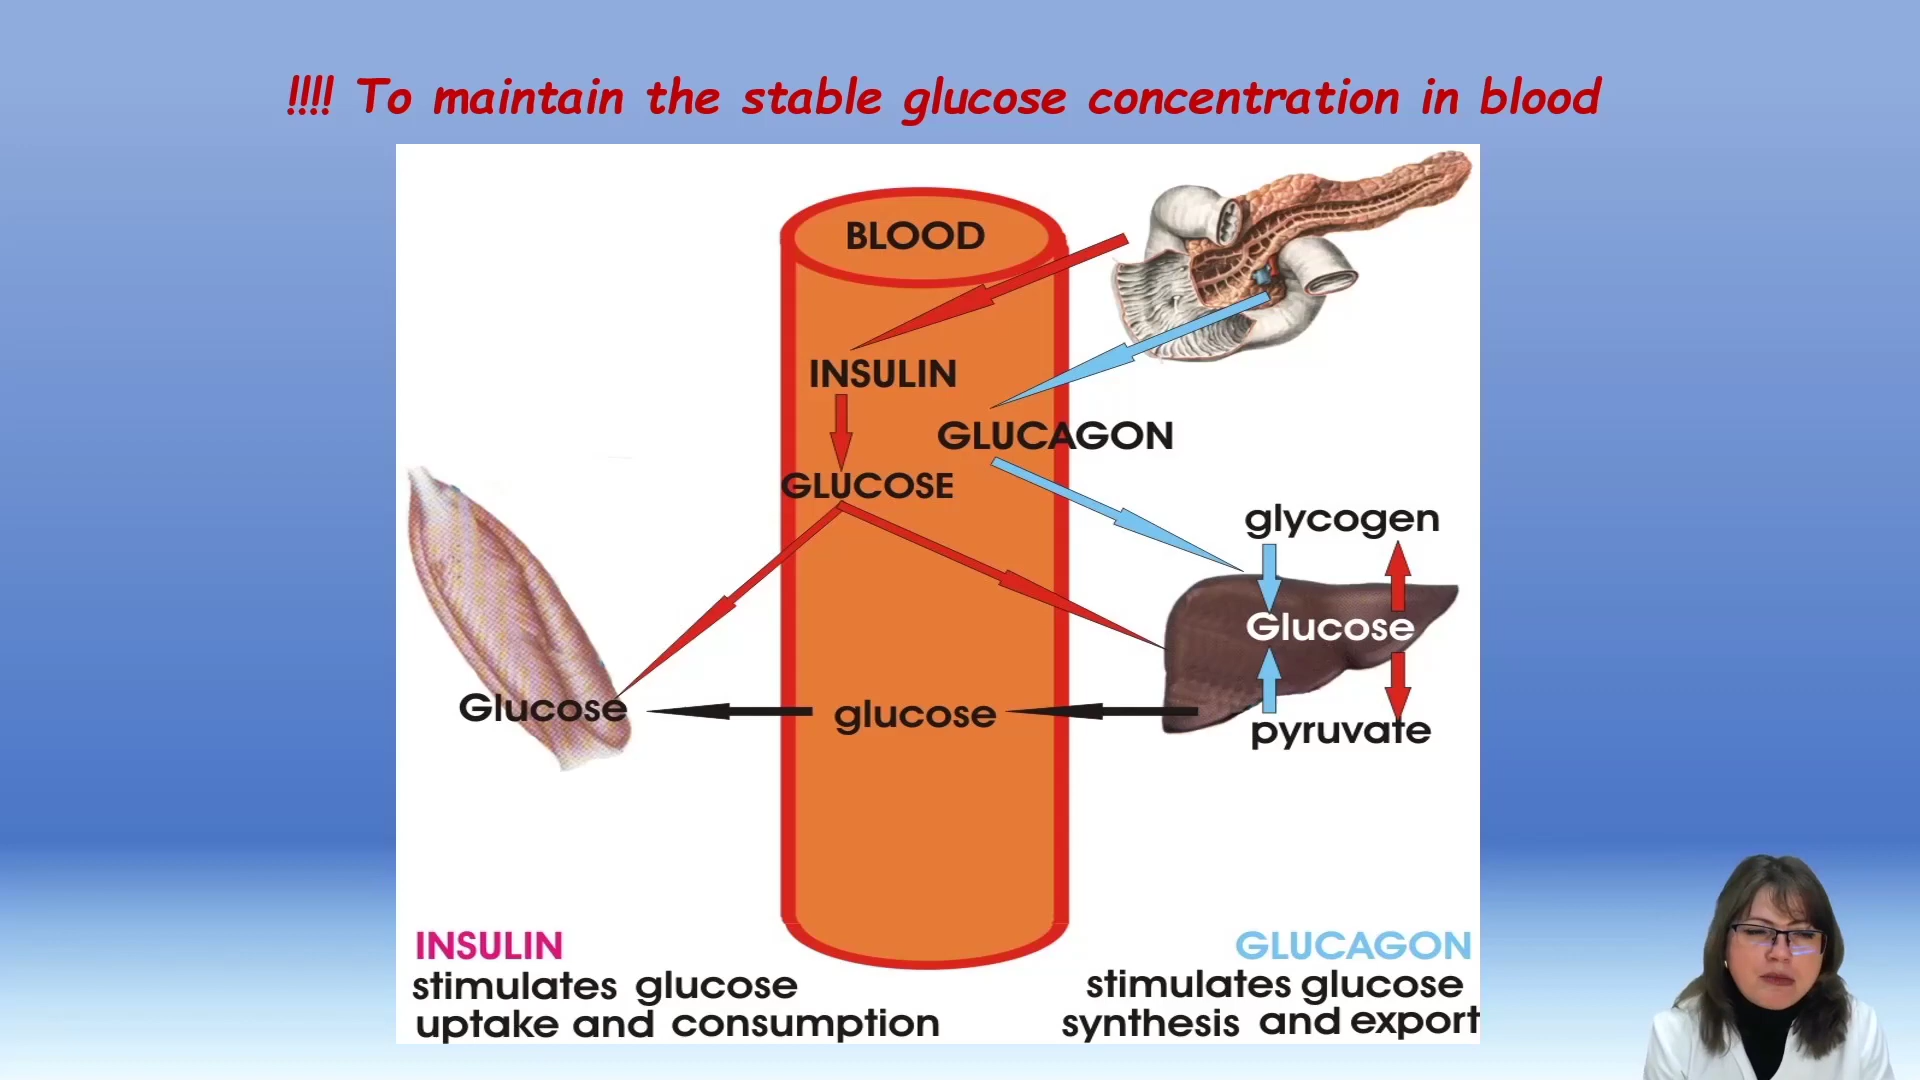 !!!! To maintain the stable glucose concentration in blood
BLOOD
INSULIN
GLUCAGON
GLUCOSE
glycogen
Glucose
Glucose
glucose
pyruvate
INSULIN
stimulates glucose
uptake and consumption
GLUCAGON
stimulates glucose
synthesis and export